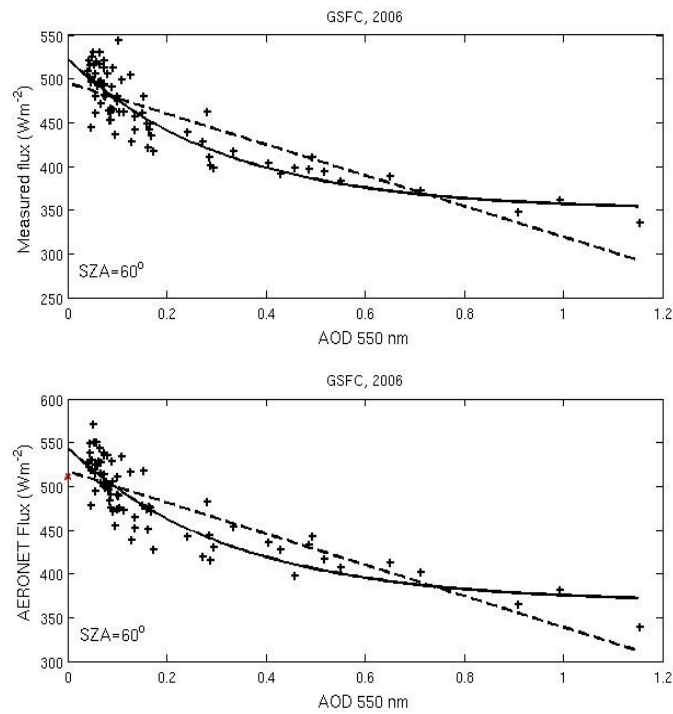 GSFC, 2006
550
500
450
400
350
300
250
Measured flux (Wm-2)
SZA=60o
0 0.2 0.4 0.6 0.8 1 1.2
AOD 550 nm
GSFC, 2006
600
550
500
450
400
350
300
AERONET Flux (Wm-2)
SZA=60o
0 0.2 0.4 0.6 0.8 1 1.2
AOD 550 nm